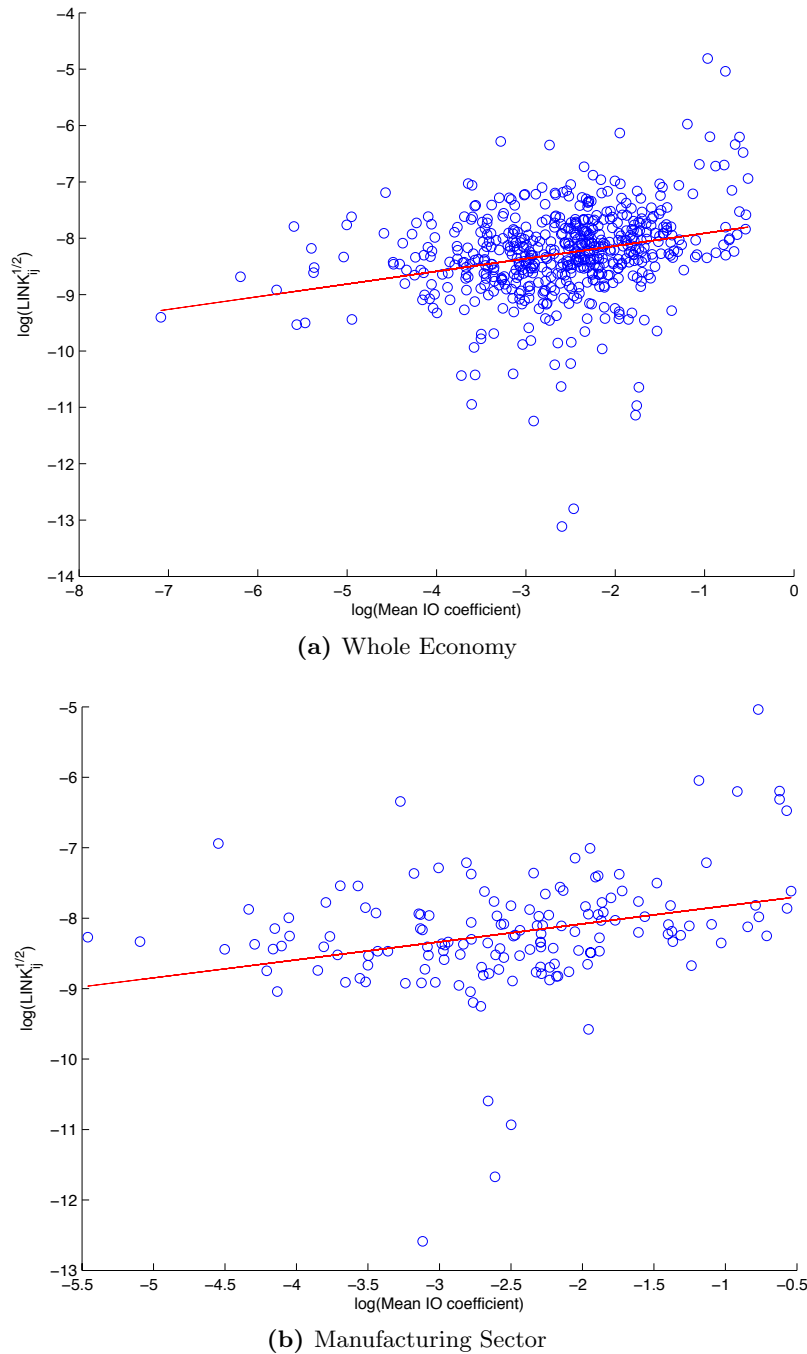 −4
−5
−6
−7
−8
−9
−10
−11
−12
−13
−14
log(LINK_ij^1/2)
−8 −7 −6 −5 −4 −3 −2 −1 0
log(Mean IO coefficient)
(a) Whole Economy
−5
−6
−7
−8
−9
−10
−11
−12
−13
log(LINK_ij^1/2)
−5.5 −5 −4.5 −4 −3.5 −3 −2.5 −2 −1.5 −1 −0.5
log(Mean IO coefficient)
(b) Manufacturing Sector